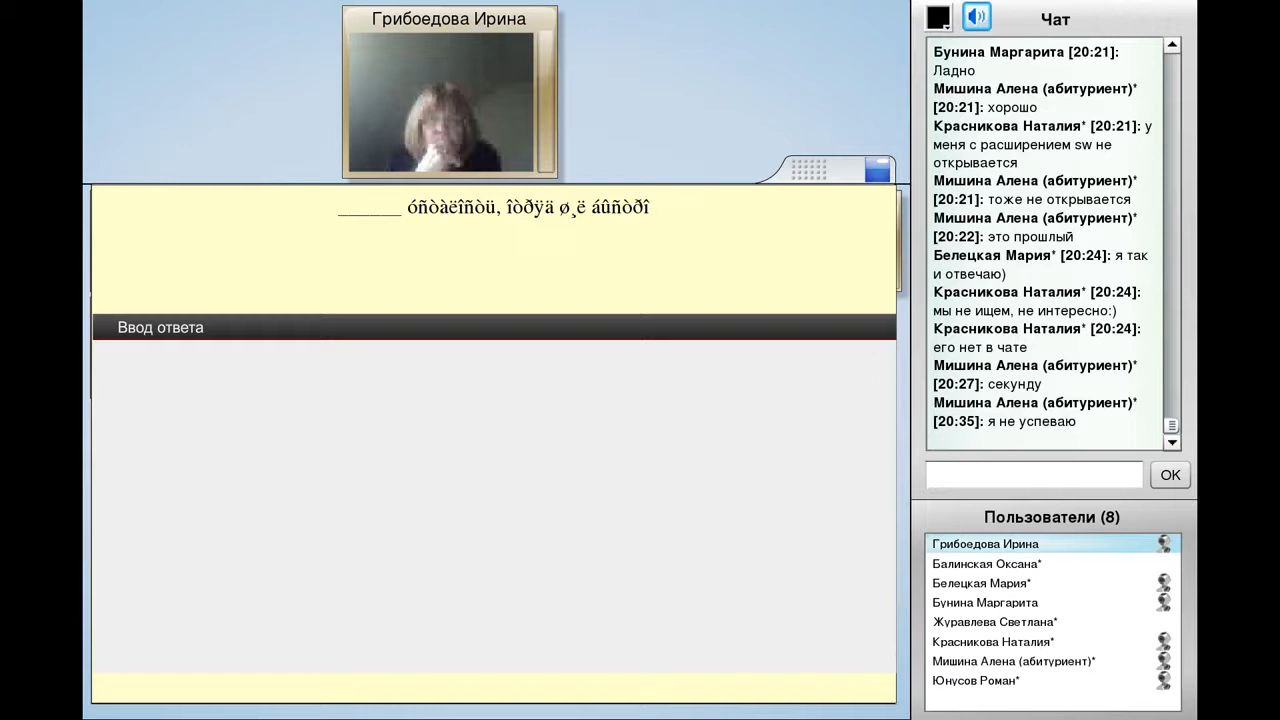 Грибоедова Ирина
______ óñòàëîñòü, îòðÿä ø¸ë áûñòðî
Ввод ответа
Чат
Бунина Маргарита [20:21]:
Ладно
Мишина Алена (абитуриент)*
[20:21]: хорошо
Красникова Наталия* [20:21]: у
меня с расширением sw не
открывается
Мишина Алена (абитуриент)*
[20:21]: тоже не открывается
Мишина Алена (абитуриент)*
[20:22]: это прошлый
Белецкая Мария* [20:24]: я так
и отвечаю)
Красникова Наталия* [20:24]:
мы не ищем, не интересно:)
Красникова Наталия* [20:24]:
его нет в чате
Мишина Алена (абитуриент)*
[20:27]: секунду
Мишина Алена (абитуриент)*
[20:35]: я не успеваю
OK
Пользователи (8)
Грибоедова Ирина
Балинская Оксана*
Белецкая Мария*
Бунина Маргарита
Журавлева Светлана*
Красникова Наталия*
Мишина Алена (абитуриент)*
Юнусов Роман*